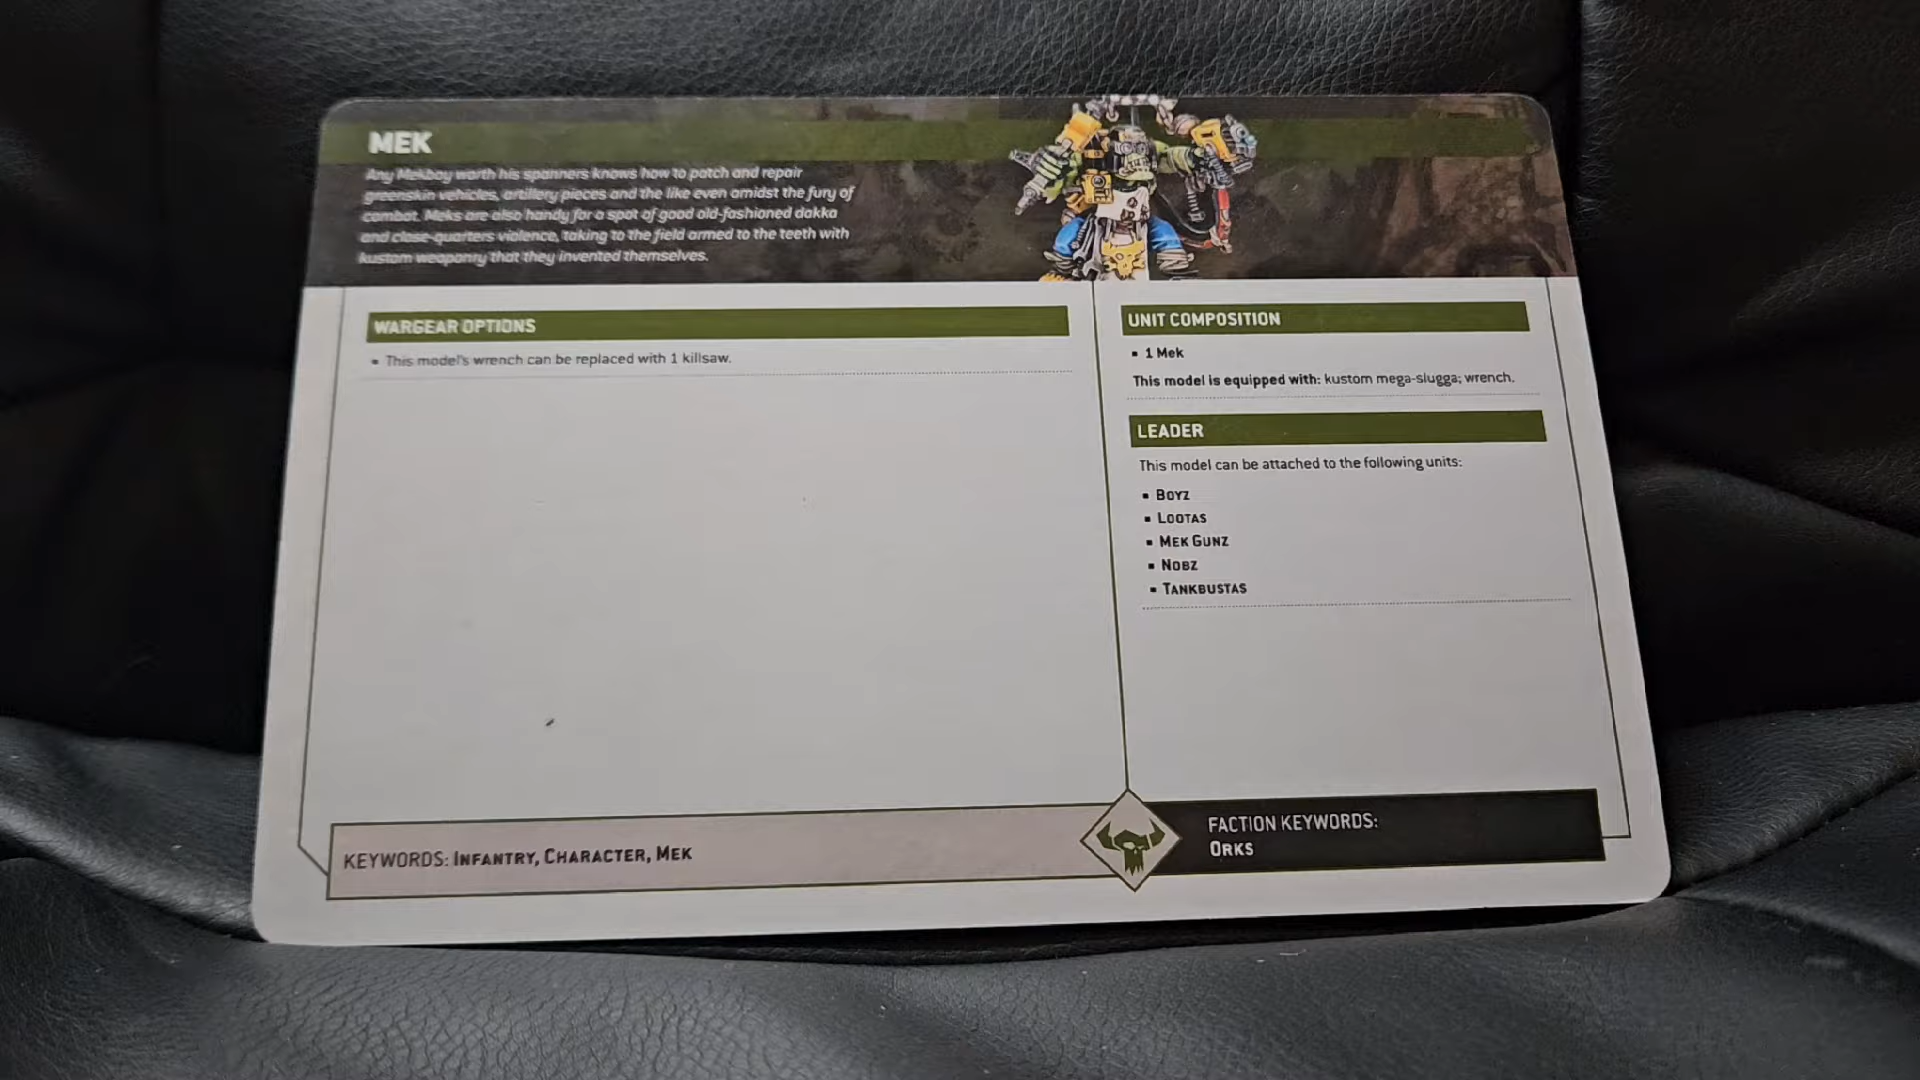 MEK
Any Mekboy worth his spanners knows how to patch and repair
greenskin vehicles, artillery pieces and the like even amidst the fury of
combat. Meks are also handy for a spot of good old-fashioned dakka
and close-quarters violence, taking to the field armed to the teeth with
kustom weaponry that they invented themselves.
WARGEAR OPTIONS
▪ This model's wrench can be replaced with 1 killsaw.
UNIT COMPOSITION
▪ 1 Mek
This model is equipped with: kustom mega-slugga; wrench.
LEADER
This model can be attached to the following units:
▪ BOYZ
▪ LOOTAS
▪ MEK GUNZ
▪ NOBZ
▪ TANKBUSTAS
KEYWORDS: INFANTRY, CHARACTER, MEK
FACTION KEYWORDS:
ORKS